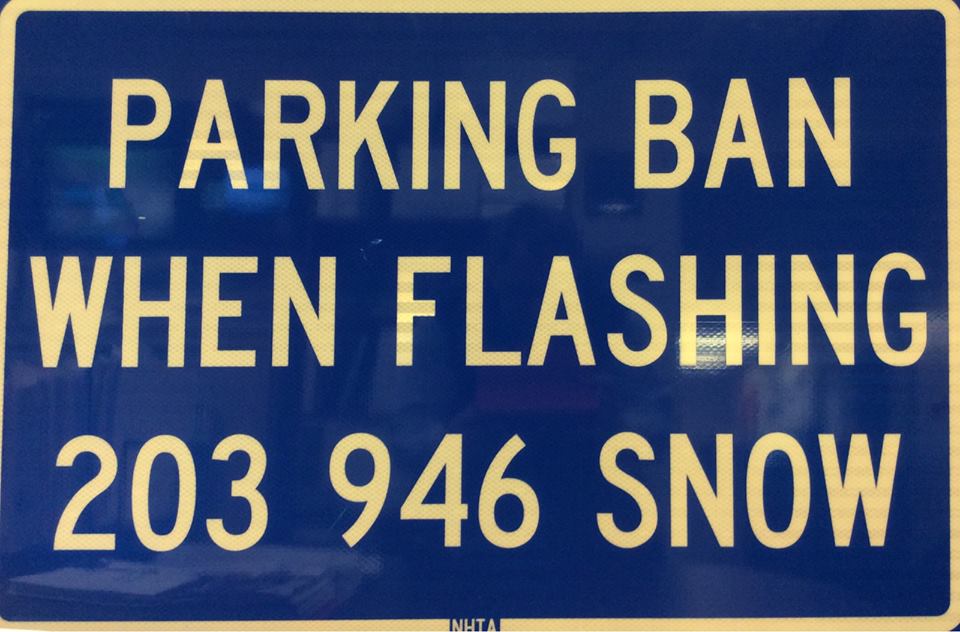 PARKING BAN
WHEN FLASHING
203 946 SNOW
NHTA